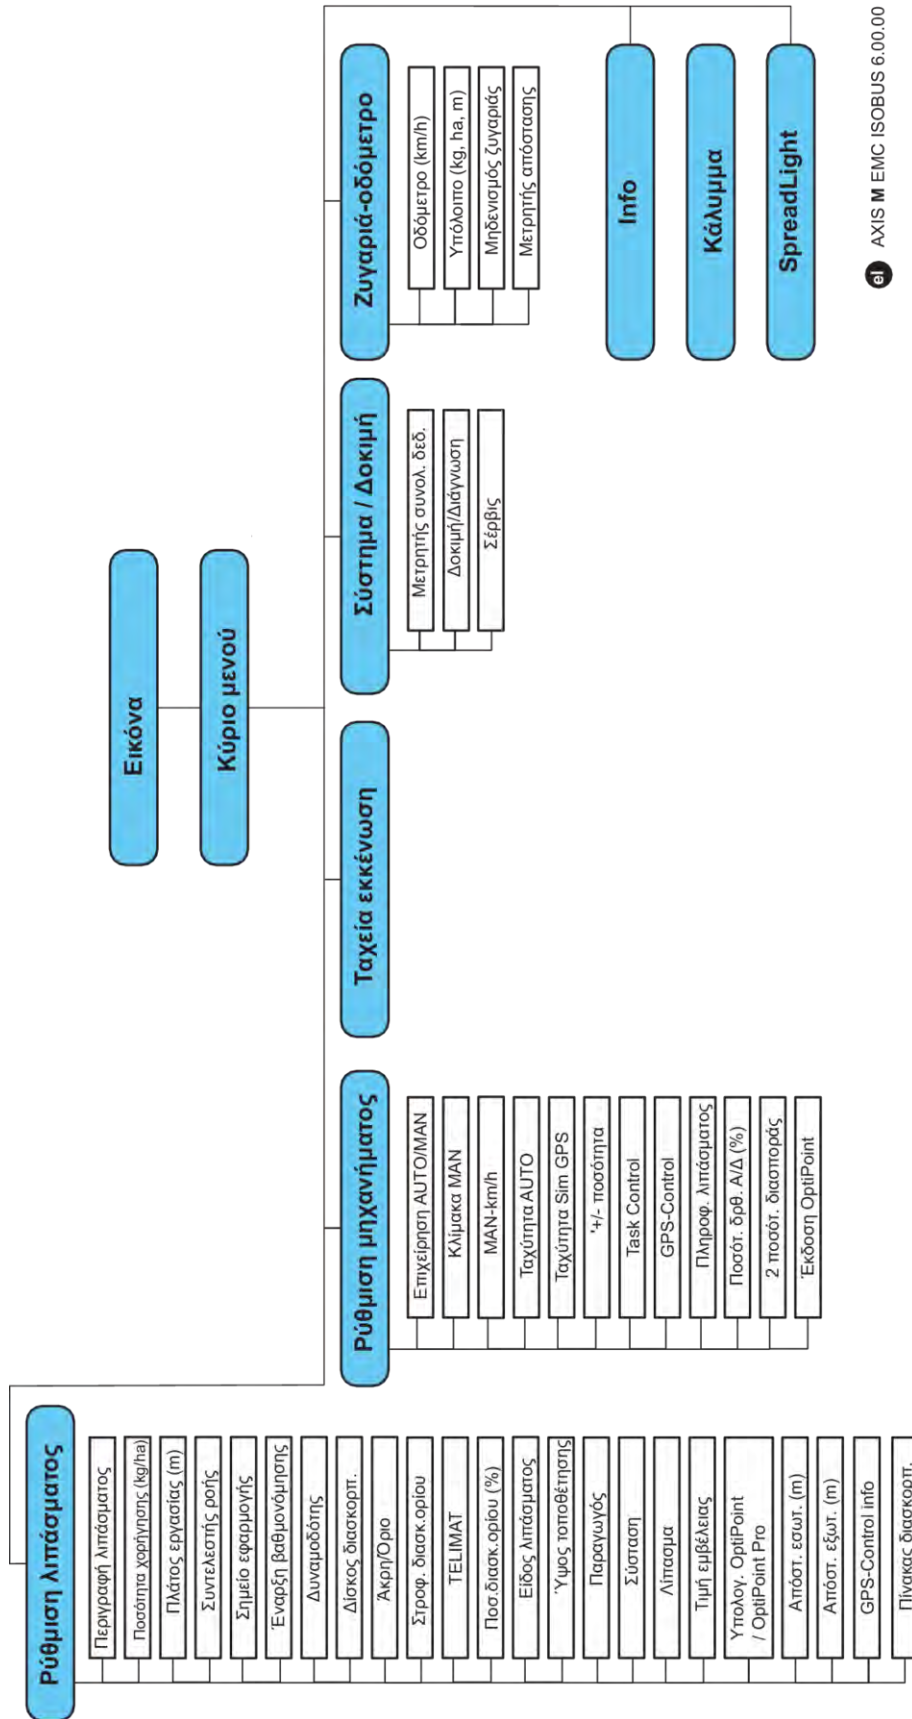 Εικόνα
Κύριο μενού
Ρύθμιση λιπάσματος
Περιγραφή λιπάσματος
Ποσότητα χορήγησης (kg/ha)
Πλάτος εργασίας (m)
Συντελεστής ροής
Σημείο εφαρμογής
Έναρξη βαθμονόμησης
Δυναμοδότης
Δίσκος διασκορπ.
Άκρη/Όριο
Στροφ. διασκ.ορίου
TELIMAT
Ποσ.διασκ.ορίου (%)
Είδος λιπάσματος
Ύψος τοποθέτησης
Παραγωγός
Σύσταση
Λίπασμα
Τιμή εμβέλειας
Υπολογ. OptiPoint
/ OptiPoint Pro
Απόστ. εσωτ. (m)
Απόστ. εξωτ. (m)
GPS-Control info
Πίνακας διασκορπ.
Ρύθμιση μηχανήματος
Επιχείρηση AUTO/MAN
Κλίμακα MAN
MAN-km/h
Ταχύτητα AUTO
Ταχύτητα Sim GPS
'+/- ποσότητα
Task Control
GPS-Control
Πληροφ. λιπάσματος
Ποσότ. δρθ. Α/Δ (%)
2 ποσότ. διασποράς
Έκδοση OptiPoint
Ταχεία εκκένωση
Σύστημα / Δοκιμή
Μετρητής συνολ. δεδ.
Δοκιμή/Διάγνωση
Σέρβις
Ζυγαριά-οδόμετρο
Οδόμετρο (km/h)
Υπόλοιπο (kg, ha, m)
Μηδενισμός ζυγαριάς
Μετρητής απόστασης
Info
Κάλυμμα
SpreadLight
el AXIS M EMC ISOBUS 6.00.00